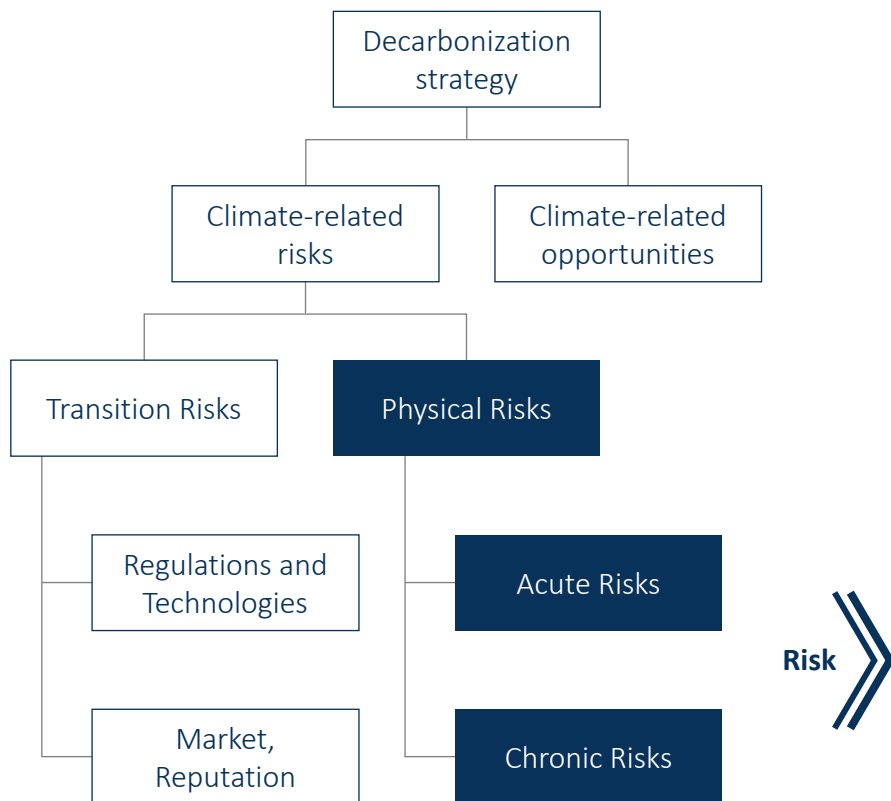 Decarbonization
strategy
Climate-related
risks
Climate-related
opportunities
Transition Risks
Physical Risks
Regulations and
Technologies
Acute Risks
Risk
Market,
Reputation
Chronic Risks